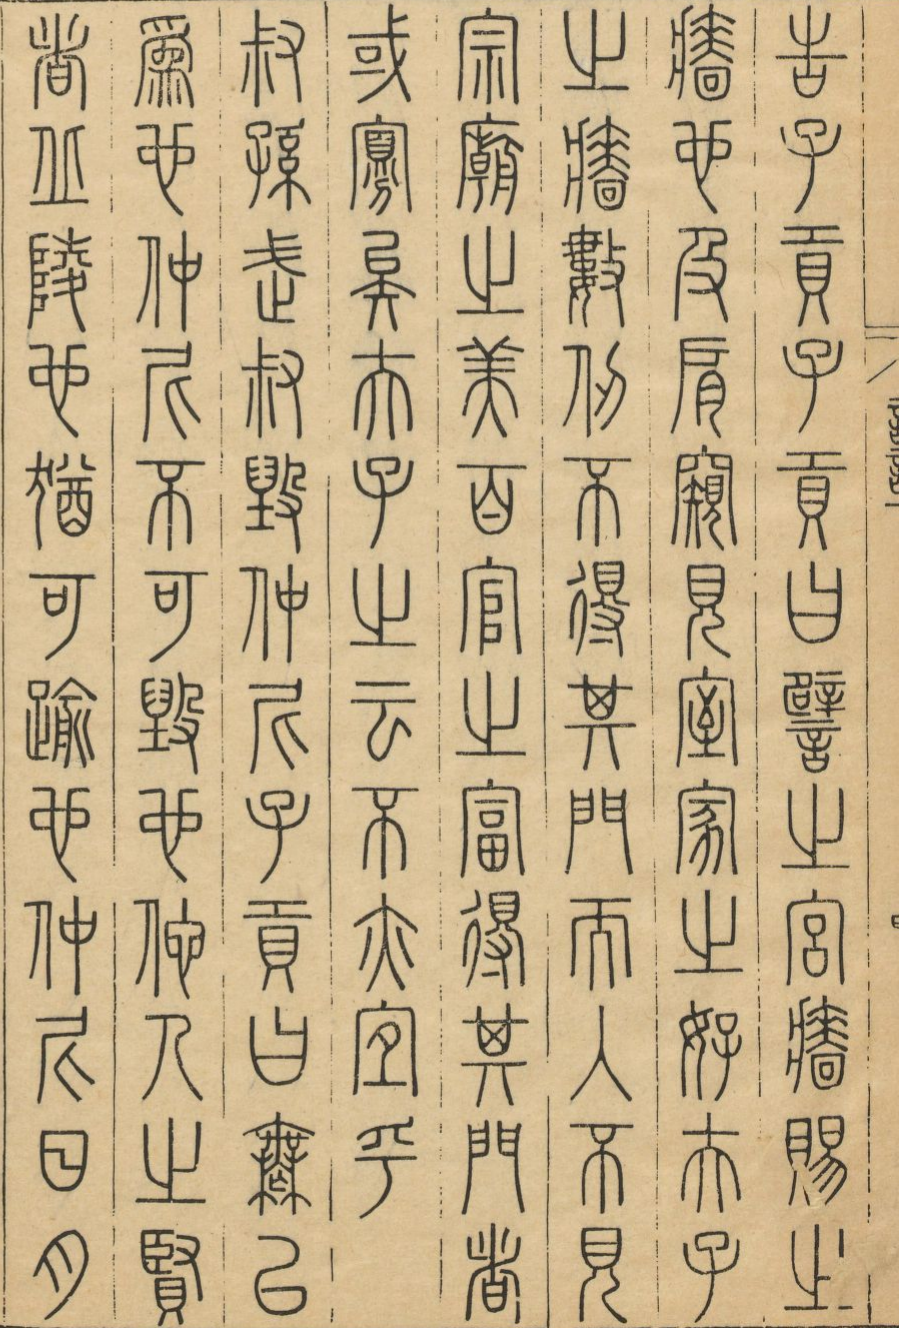 告子貢子貢曰譬之宮牆賜之
牆也及肩窺見室家之好夫子
之牆數仞不得其門而入不見
宗廟之美百官之富得其門者
或寡矣夫子之云不亦宜乎
叔孫武叔毀仲尼子貢曰無以
為也仲尼不可毀也他人之賢
者丘陵也猶可踰也仲尼日月